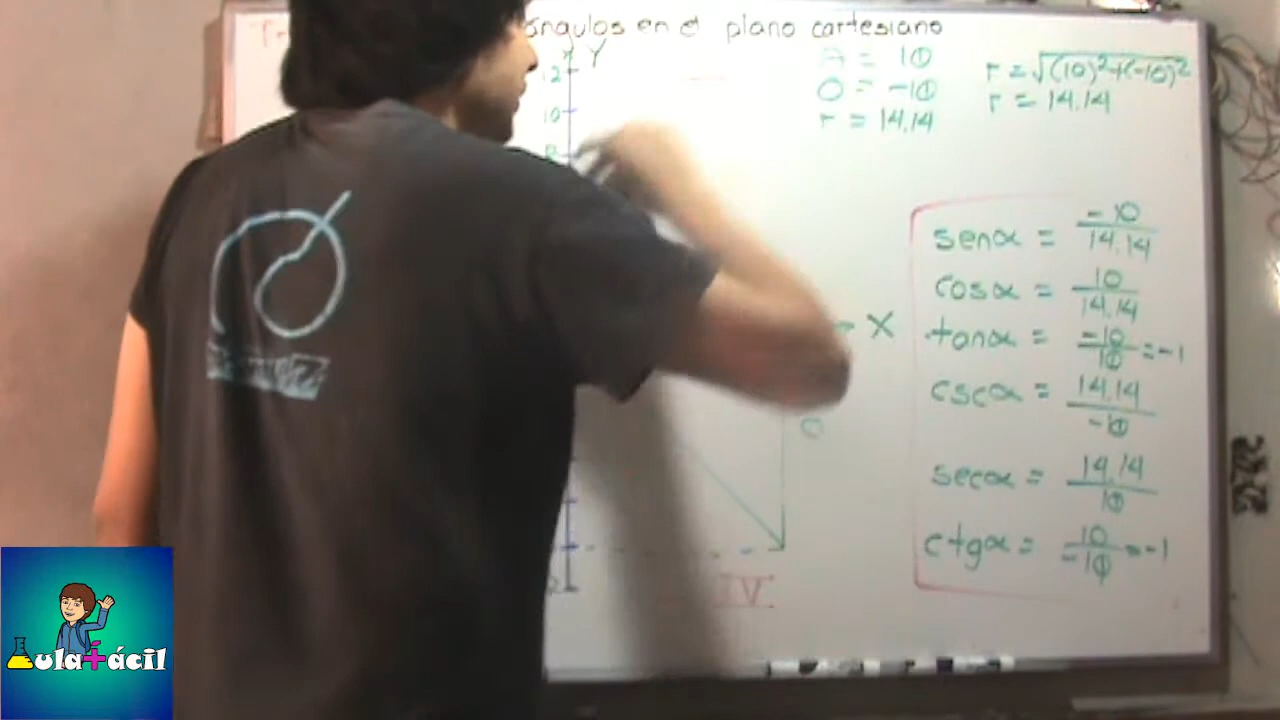 ángulos en el plano cartesiano
Y
12
10
8
A = 10
O = -10
r = 14.14
r = √(10)²+(-10)²
r = 14.14
X
O
IV
senα = -10/14.14
cosα = 10/14.14
tanα = -10/10 = -1
cscα = 14.14/-10
secα = 14.14/10
ctgα = 10/-10 = -1
Aulafácil